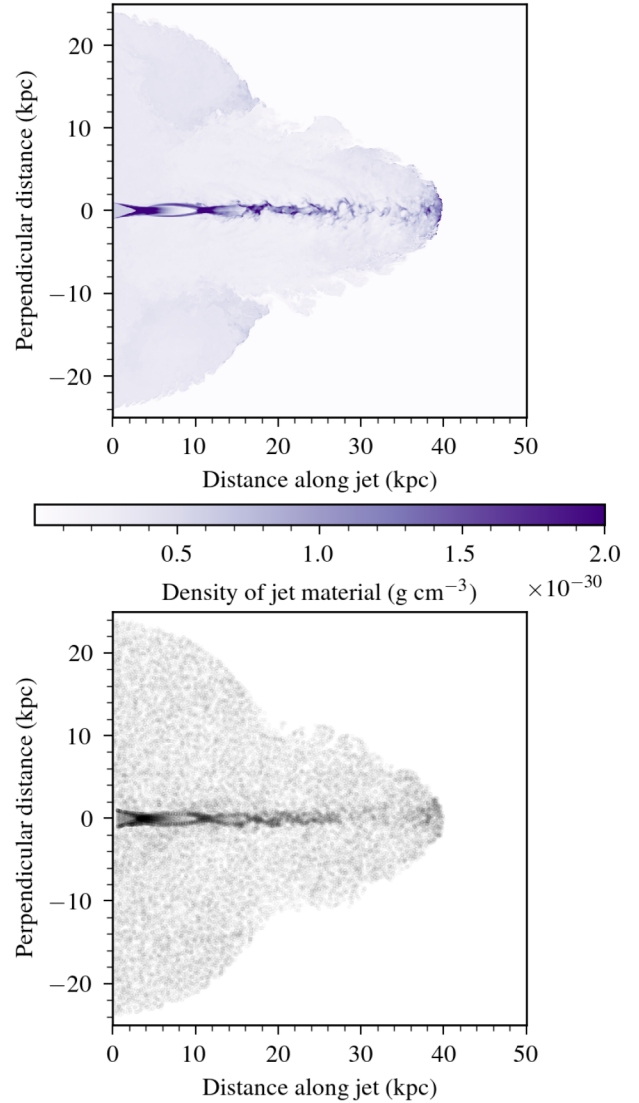 20
10
0
−10
−20
Perpendicular distance (kpc)
0 10 20 30 40 50
Distance along jet (kpc)
0.5 1.0 1.5 2.0
Density of jet material (g cm⁻³) ×10⁻³⁰
20
10
0
−10
−20
Perpendicular distance (kpc)
0 10 20 30 40 50
Distance along jet (kpc)